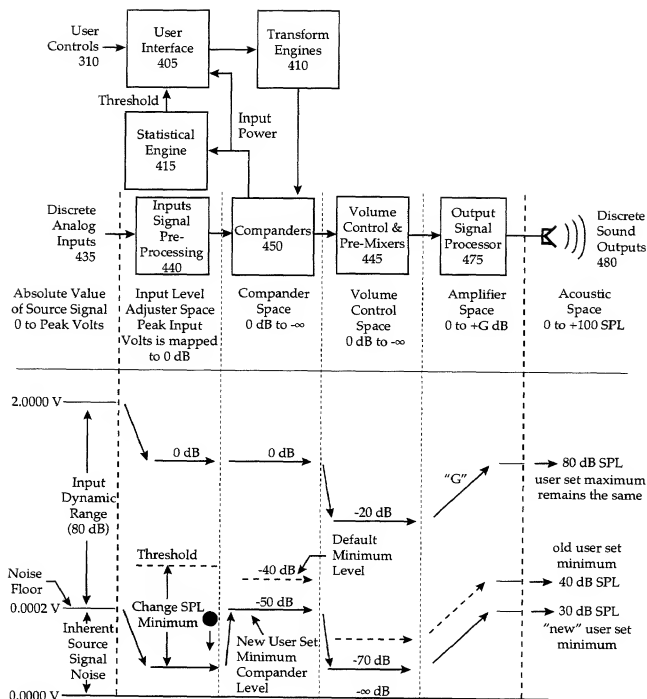 User
Controls
310
User
Interface
405
Transform
Engines
410
Threshold
Input
Power
Statistical
Engine
415
Discrete
Analog
Inputs
435
Inputs
Signal
Pre-
Processing
440
Companders
450
Volume
Control &
Pre-Mixers
445
Output
Signal
Processor
475
Discrete
Sound
Outputs
480
Absolute Value
of Source Signal
0 to Peak Volts
Input Level
Adjuster Space
Peak Input
Volts is mapped
to 0 dB
Compander
Space
0 dB to -∞
Volume
Control
Space
0 dB to -∞
Amplifier
Space
0 to +G dB
Acoustic
Space
0 to +100 SPL
2.0000 V
0 dB
0 dB
-20 dB
"G"
80 dB SPL
user set maximum
remains the same
Input
Dynamic
Range
(80 dB)
Threshold
-40 dB
Default
Minimum
Level
old user set
minimum
40 dB SPL
Noise
Floor
0.0002 V
Change SPL
Minimum
-50 dB
30 dB SPL
"new" user set
minimum
Inherent
Source
Signal
Noise
New User Set
Minimum
Compander
Level
-70 dB
0.0000 V
-∞ dB